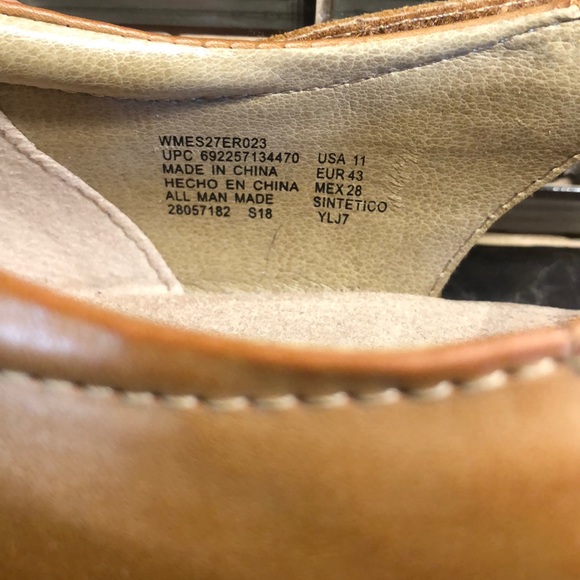 WMES27ER023
UPC 692257134470 USA 11
MADE IN CHINA EUR 43
HECHO EN CHINA MEX 28
ALL MAN MADE SINTETICO
28057182 S18 YLJ7